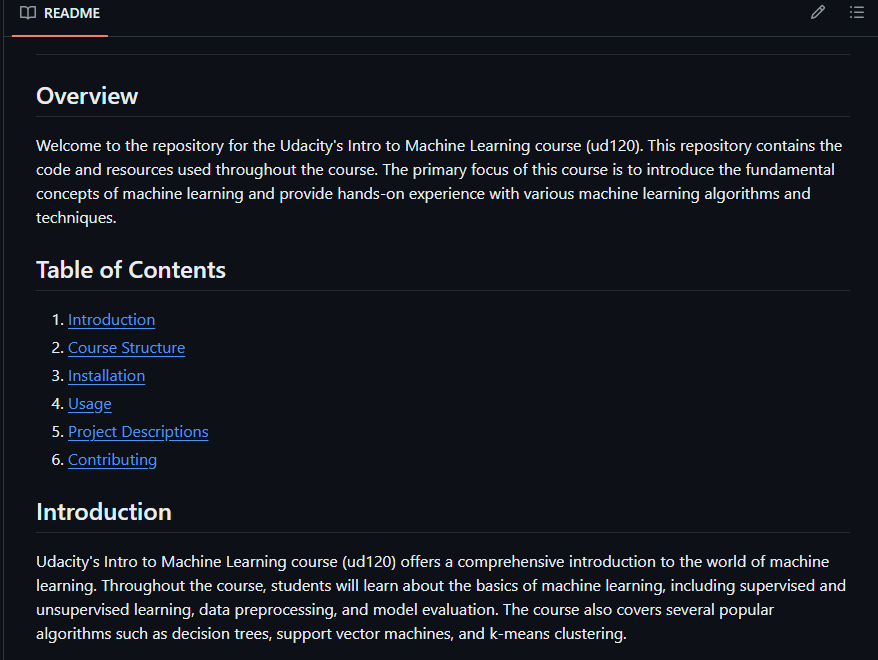 README
Overview
Welcome to the repository for the Udacity's Intro to Machine Learning course (ud120). This repository contains the
code and resources used throughout the course. The primary focus of this course is to introduce the fundamental
concepts of machine learning and provide hands-on experience with various machine learning algorithms and
techniques.
Table of Contents
1. Introduction
2. Course Structure
3. Installation
4. Usage
5. Project Descriptions
6. Contributing
Introduction
Udacity's Intro to Machine Learning course (ud120) offers a comprehensive introduction to the world of machine
learning. Throughout the course, students will learn about the basics of machine learning, including supervised and
unsupervised learning, data preprocessing, and model evaluation. The course also covers several popular
algorithms such as decision trees, support vector machines, and k-means clustering.